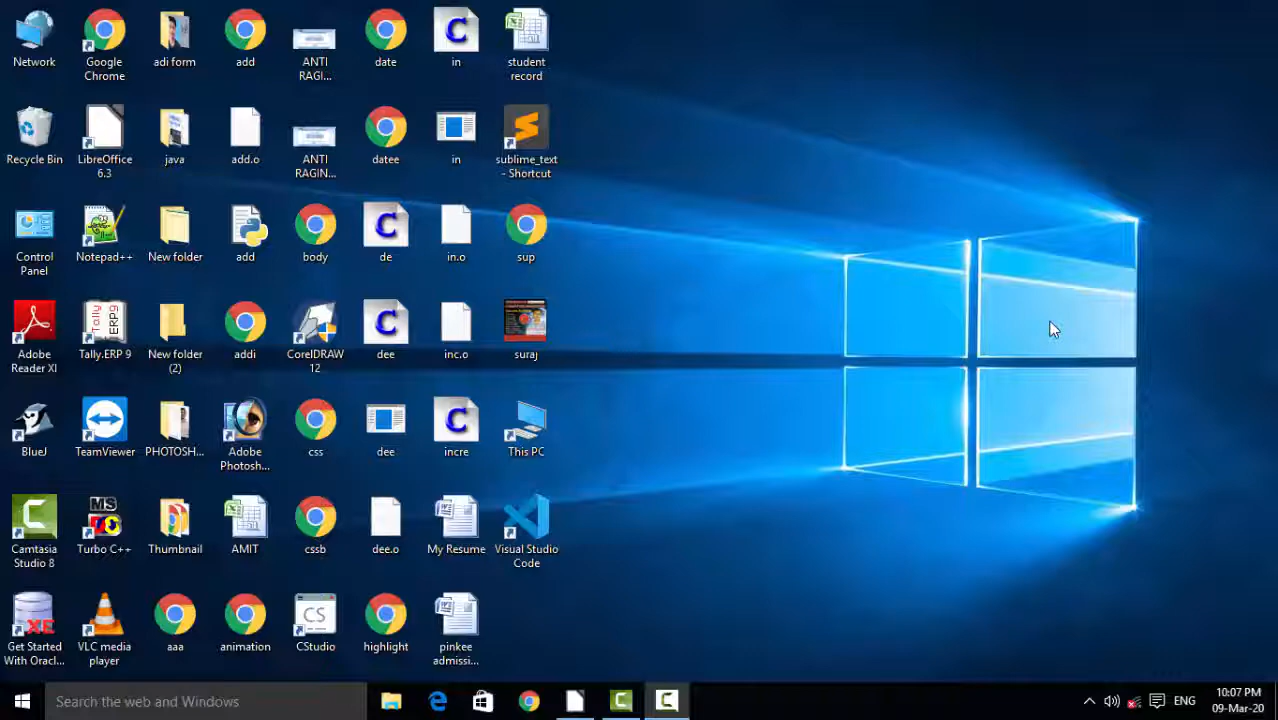 Network
Google
Chrome
adi form
add
ANTI
RAGI...
date
in
student
record
Recycle Bin
LibreOffice
6.3
java
add.o
ANTI
RAGIN...
datee
in
sublime_text
- Shortcut
Control
Panel
Notepad++
New folder
add
body
de
in.o
sup
Adobe
Reader XI
Tally.ERP 9
New folder
(2)
addi
CorelDRAW
12
dee
inc.o
suraj
BlueJ
TeamViewer
PHOTOSH...
Adobe
Photosh...
css
dee
incre
This PC
Camtasia
Studio 8
Turbo C++
Thumbnail
AMIT
cssb
dee.o
My Resume
Visual Studio
Code
Get Started
With Oracl...
VLC media
player
aaa
animation
CStudio
highlight
pinkee
admissi...
Search the web and Windows
ENG
10:07 PM
09-Mar-20